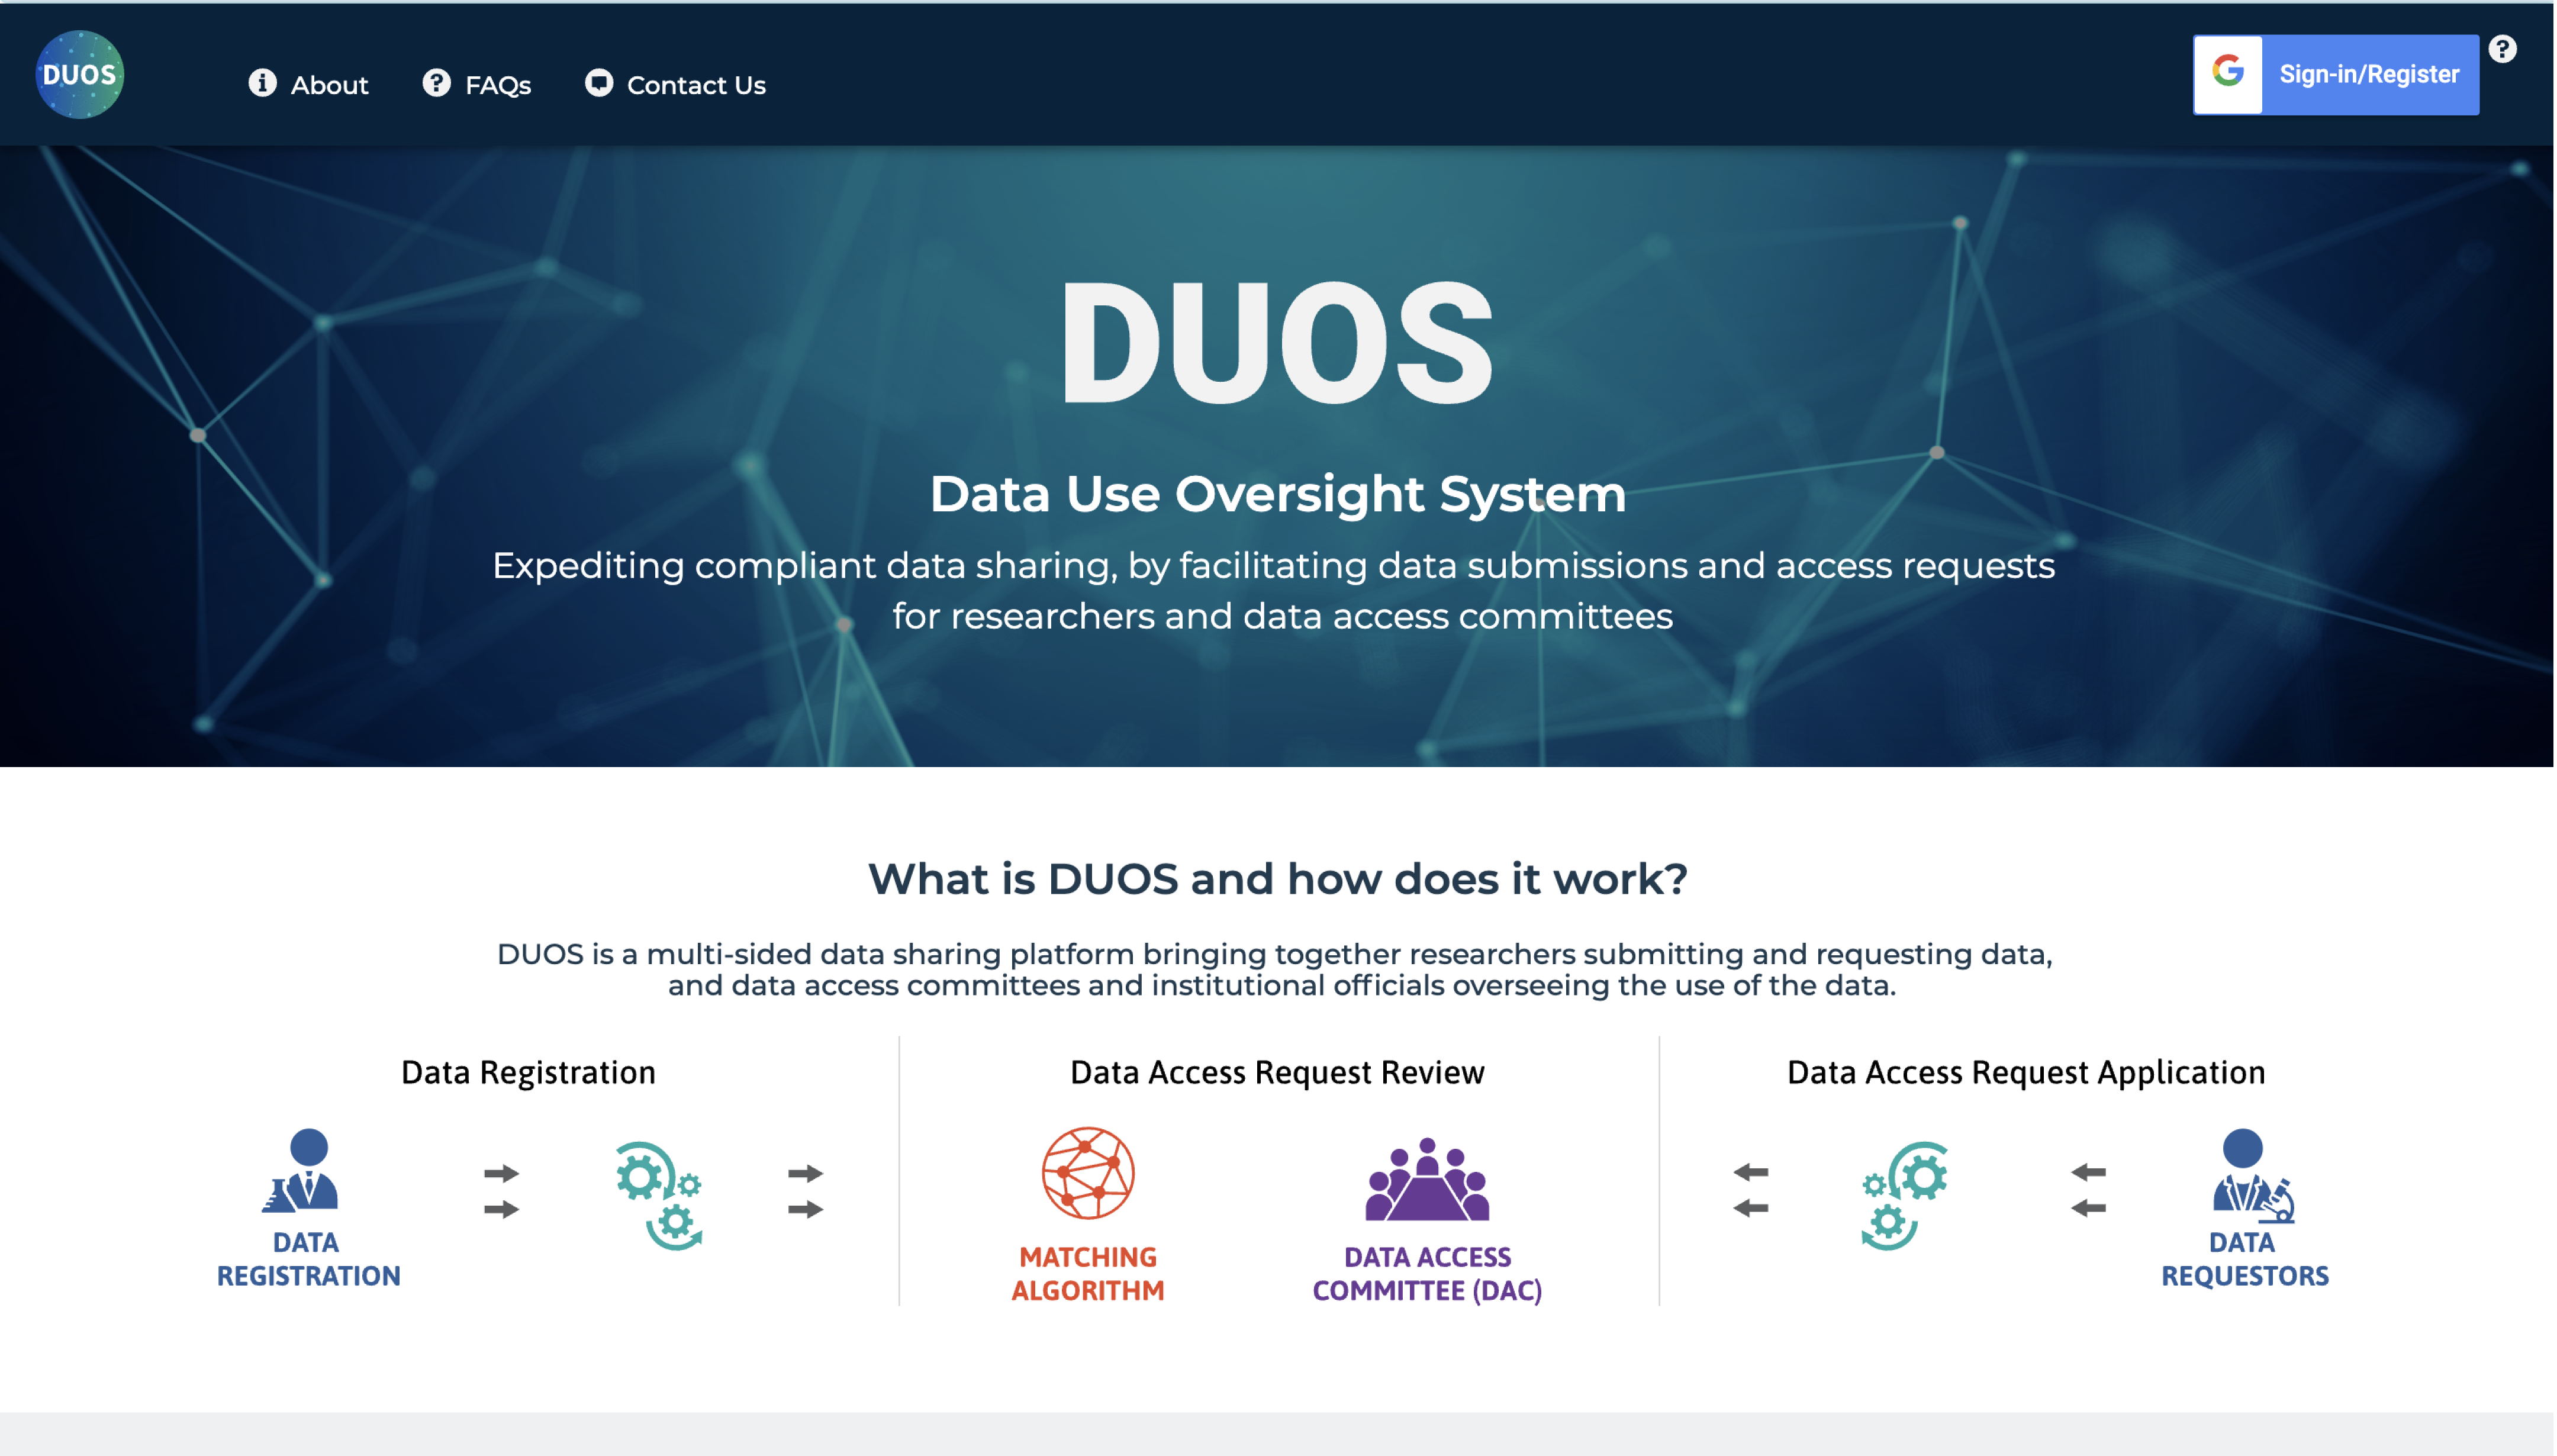 DUOS
About
FAQs
Contact Us
Sign-in/Register
DUOS
Data Use Oversight System
Expediting compliant data sharing, by facilitating data submissions and access requests
for researchers and data access committees
What is DUOS and how does it work?
DUOS is a multi-sided data sharing platform bringing together researchers submitting and requesting data,
and data access committees and institutional officials overseeing the use of the data.
Data Registration
DATA
REGISTRATION
Data Access Request Review
MATCHING
ALGORITHM
DATA ACCESS
COMMITTEE (DAC)
Data Access Request Application
DATA
REQUESTORS